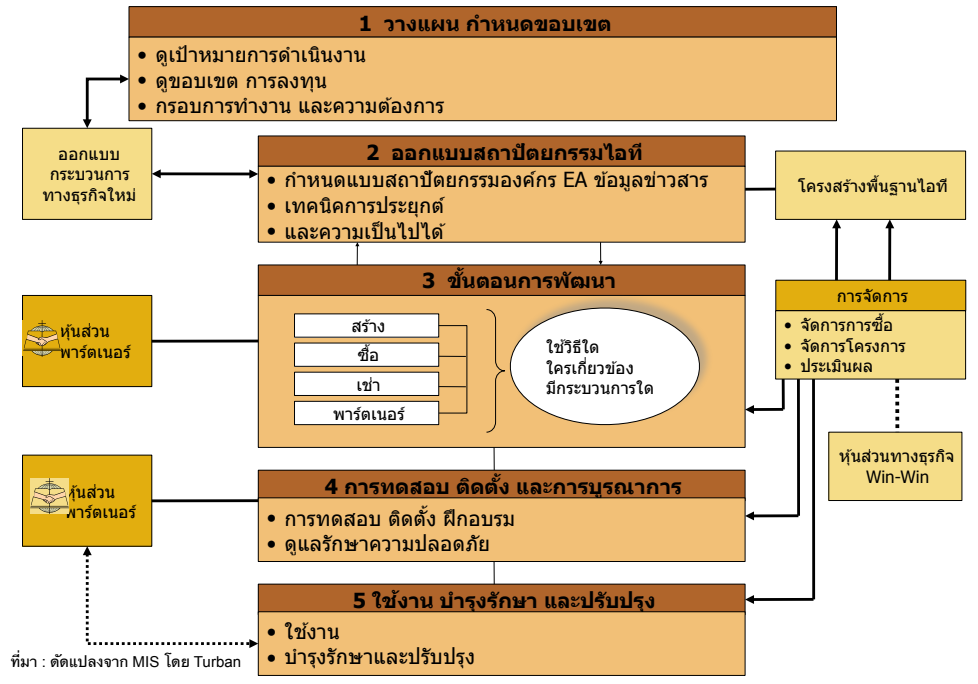 1 วางแผน กำหนดขอบเขต
• ดูเป้าหมายการดำเนินงาน
• ดูขอบเขต การลงทุน
• กรอบการทำงาน และความต้องการ
ออกแบบ
กระบวนการ
ทางธุรกิจใหม่
2 ออกแบบสถาปัตยกรรมไอที
• กำหนดแบบสถาปัตยกรรมองค์กร EA ข้อมูลข่าวสาร
• เทคนิคการประยุกต์
• และความเป็นไปได้
โครงสร้างพื้นฐานไอที
3 ขั้นตอนการพัฒนา
สร้าง
ซื้อ
เช่า
พาร์ตเนอร์
ใช้วิธีใด
ใครเกี่ยวข้อง
มีกระบวนการใด
หุ้นส่วน
พาร์ตเนอร์
การจัดการ
• จัดการการซื้อ
• จัดการโครงการ
• ประเมินผล
หุ้นส่วนทางธุรกิจ
Win-Win
หุ้นส่วน
พาร์ตเนอร์
4 การทดสอบ ติดตั้ง และการบูรณาการ
• การทดสอบ ติดตั้ง ฝึกอบรม
• ดูแลรักษาความปลอดภัย
5 ใช้งาน บำรุงรักษา และปรับปรุง
• ใช้งาน
• บำรุงรักษาและปรับปรุง
ที่มา : ดัดแปลงจาก MIS โดย Turban